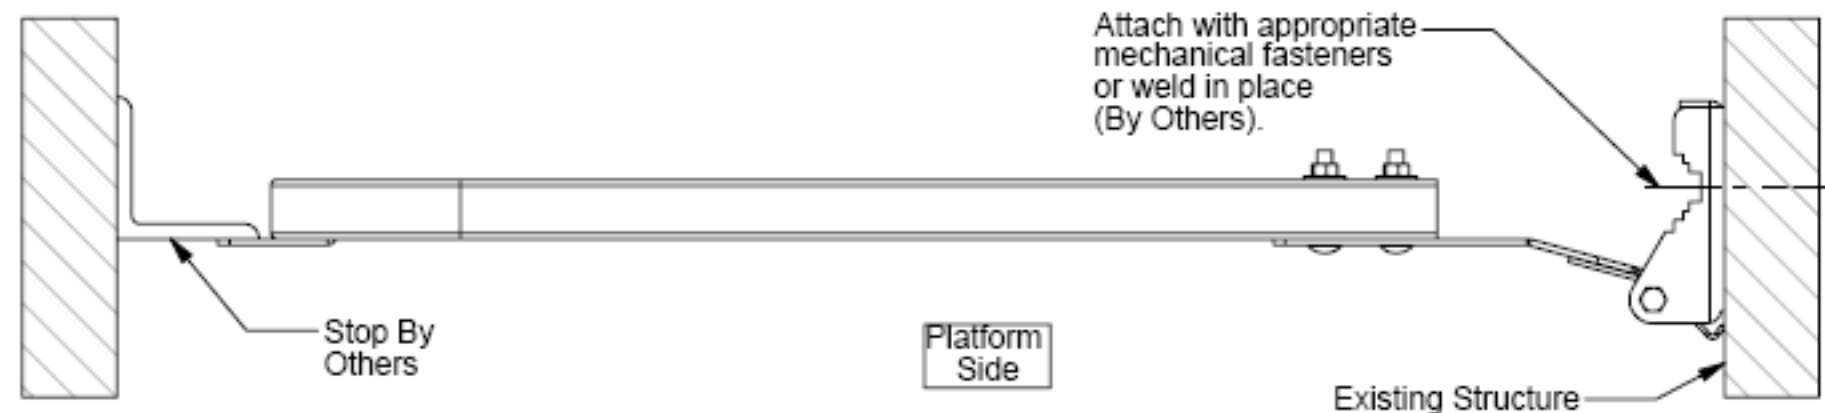 Attach with appropriate
mechanical fasteners
or weld in place
(By Others).
Stop By
Others
Platform
Side
Existing Structure